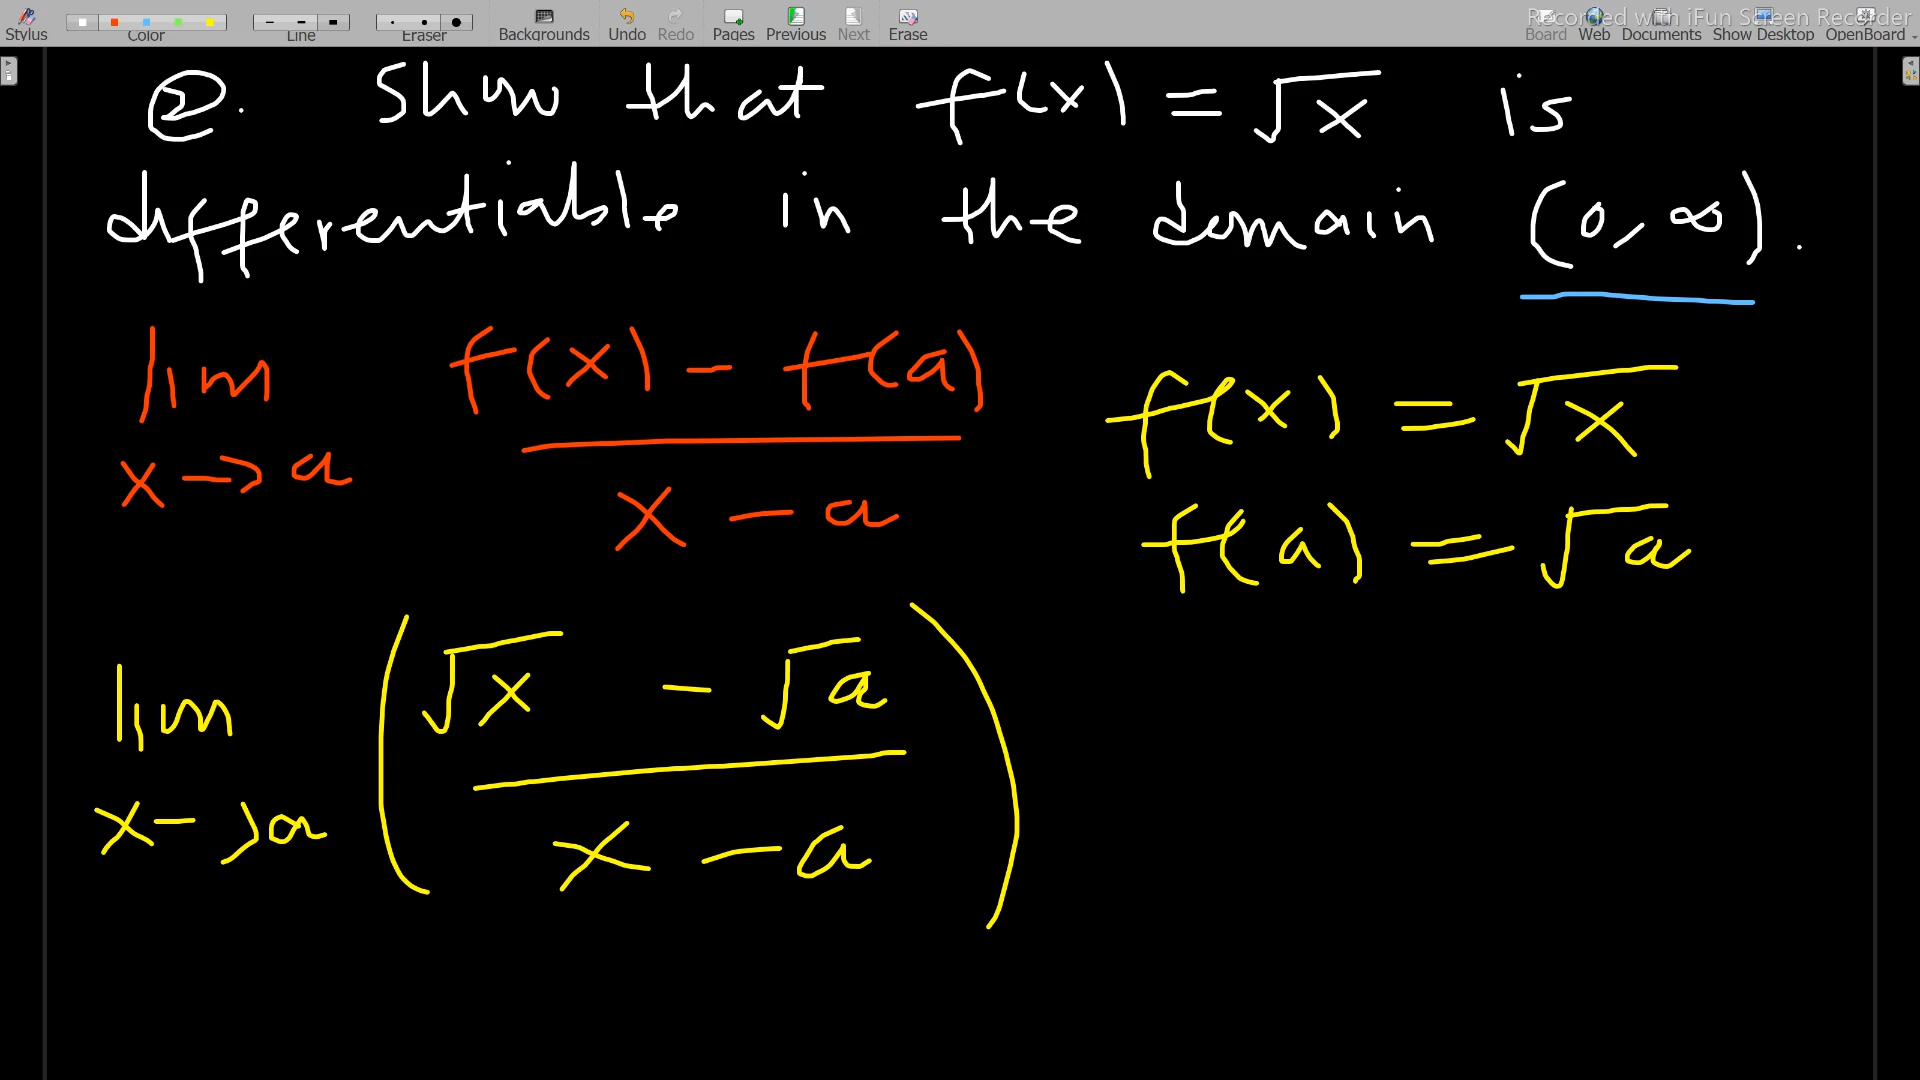 Stylus Color Line Eraser Backgrounds Undo Redo Pages Previous Next Erase Board Web Documents Show Desktop OpenBoard
Recorded with iFun Screen Recorder
②. Show that f(x) = √x is
differentiable in the domain (0, ∞).
lim f(x) - f(a)
x → a x - a
f(x) = √x
f(a) = √a
lim (√x - √a)
x → a x - a